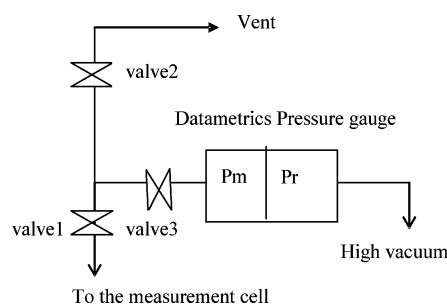 Vent
valve2
Datametrics Pressure gauge
Pm Pr
valve1 valve3
High vacuum
To the measurement cell